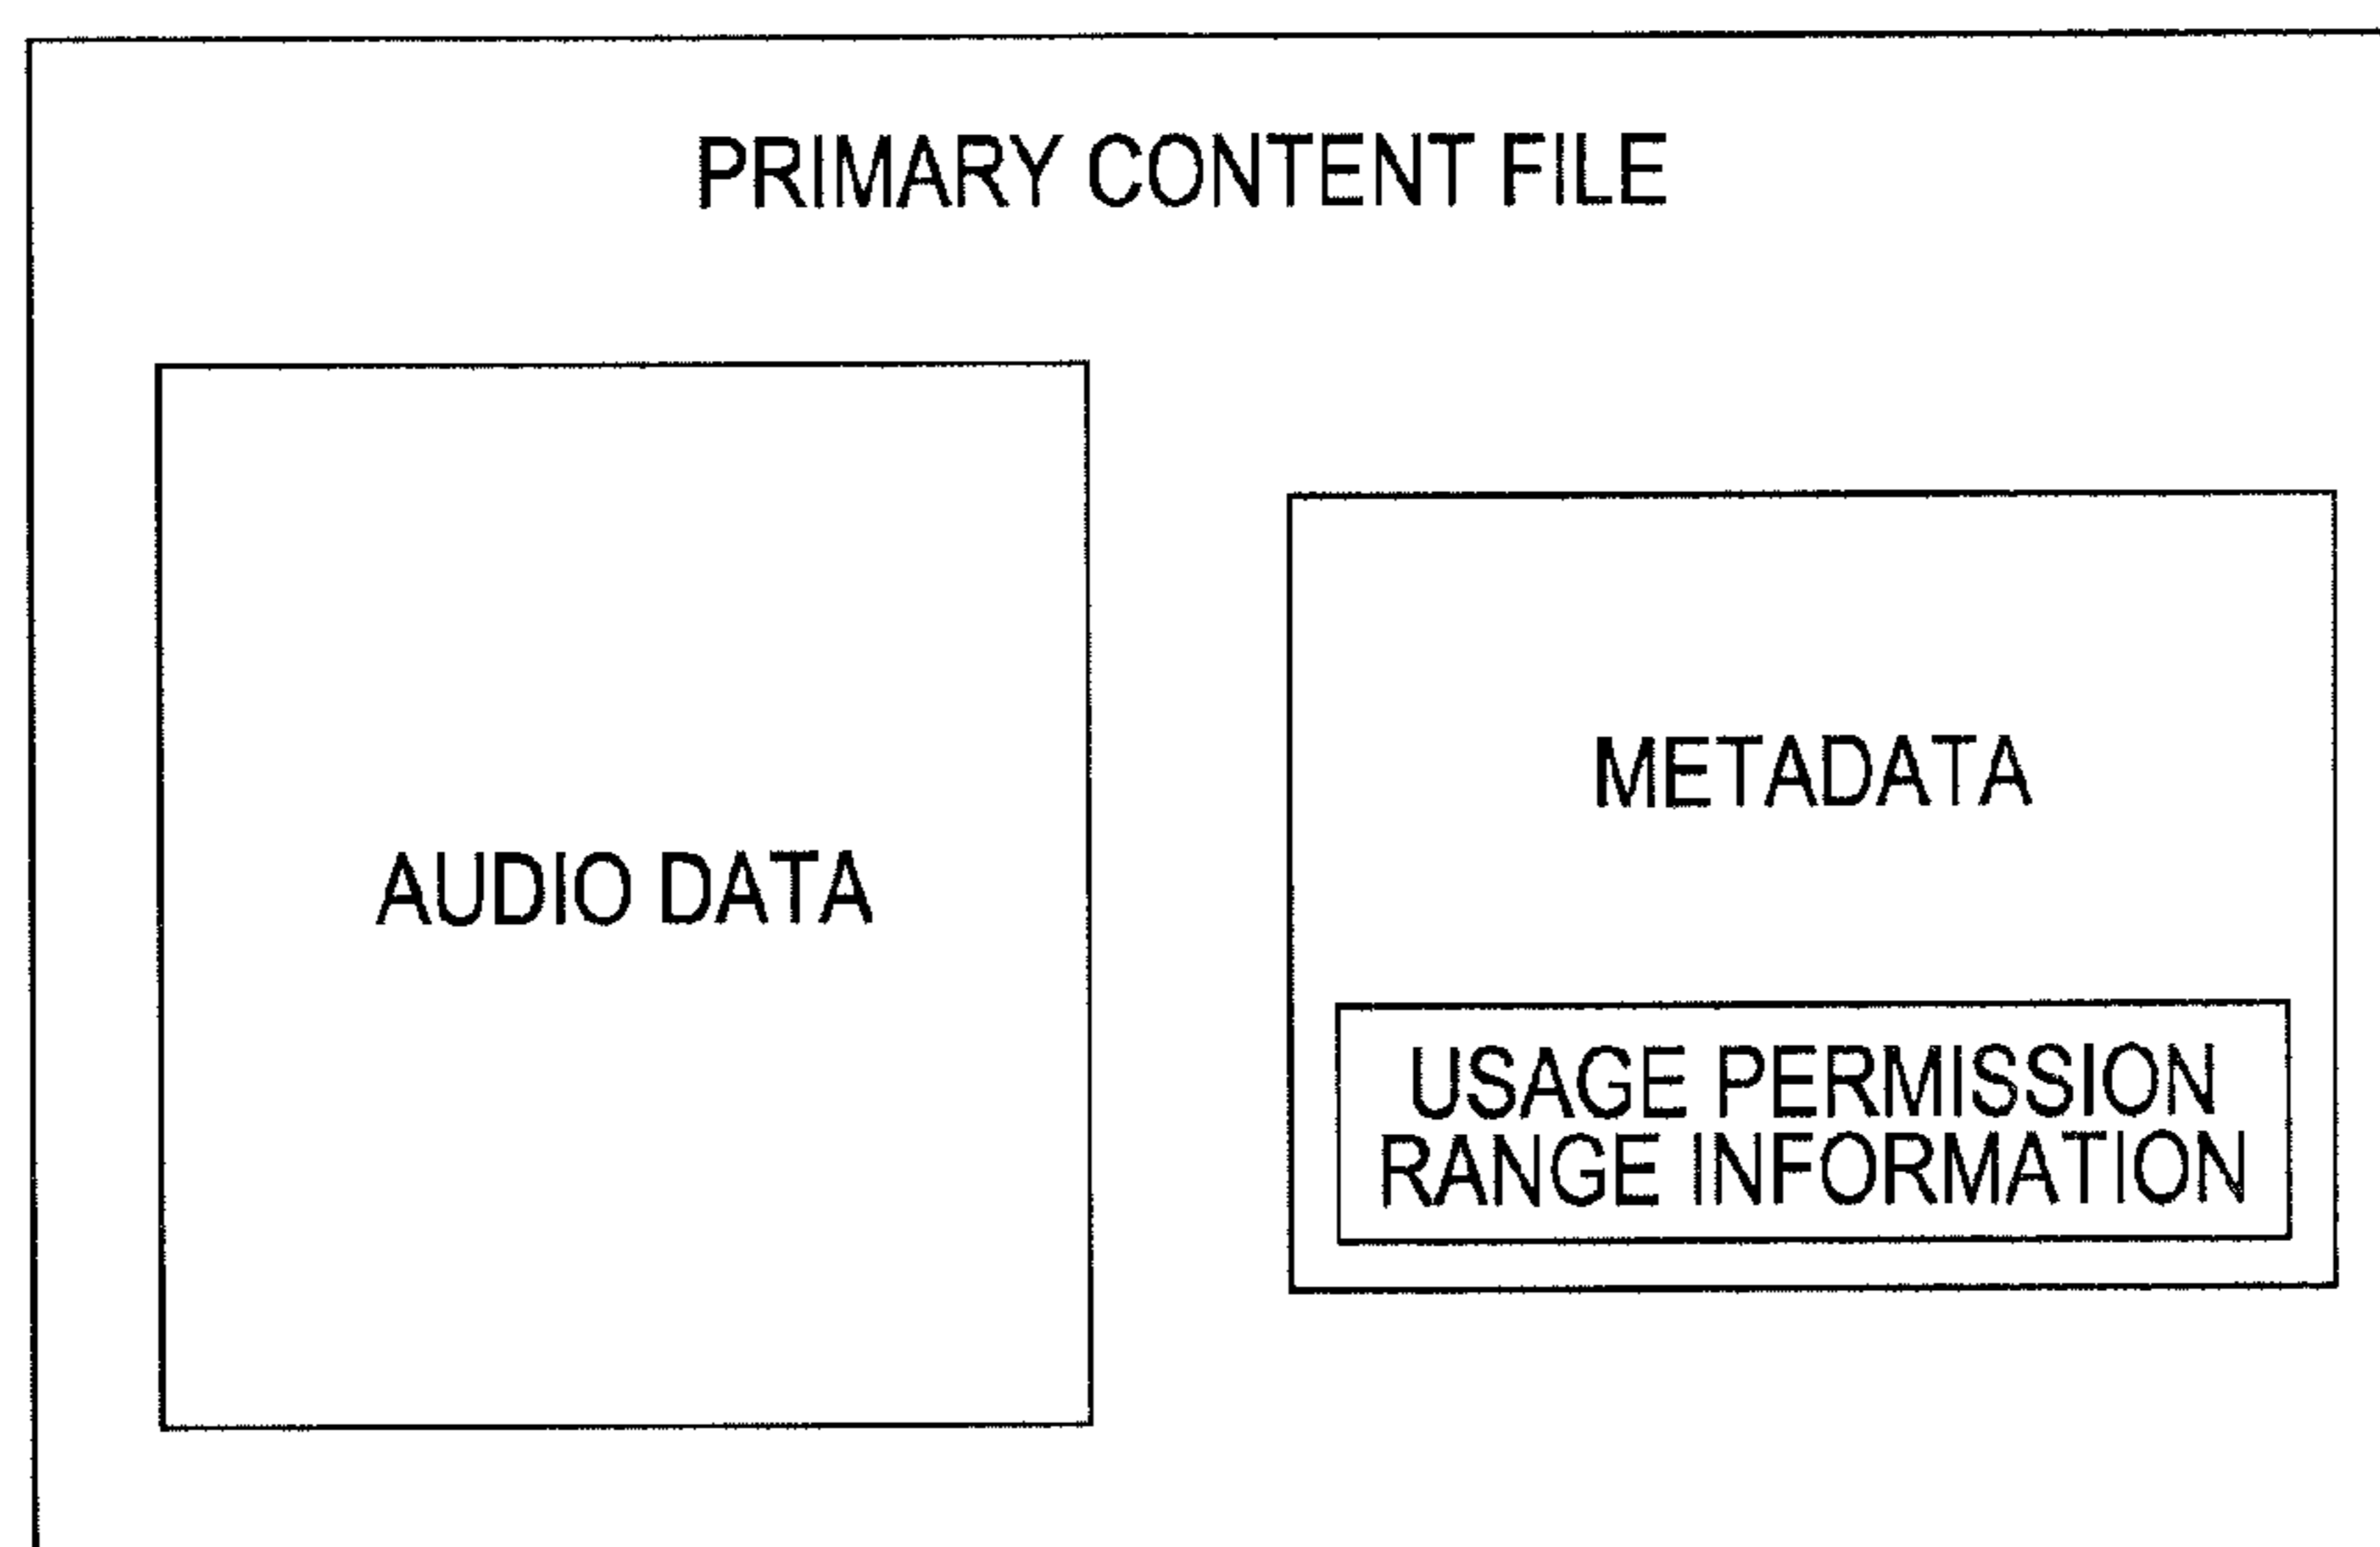 PRIMARY CONTENT FILE
AUDIO DATA
METADATA
USAGE PERMISSION
RANGE INFORMATION